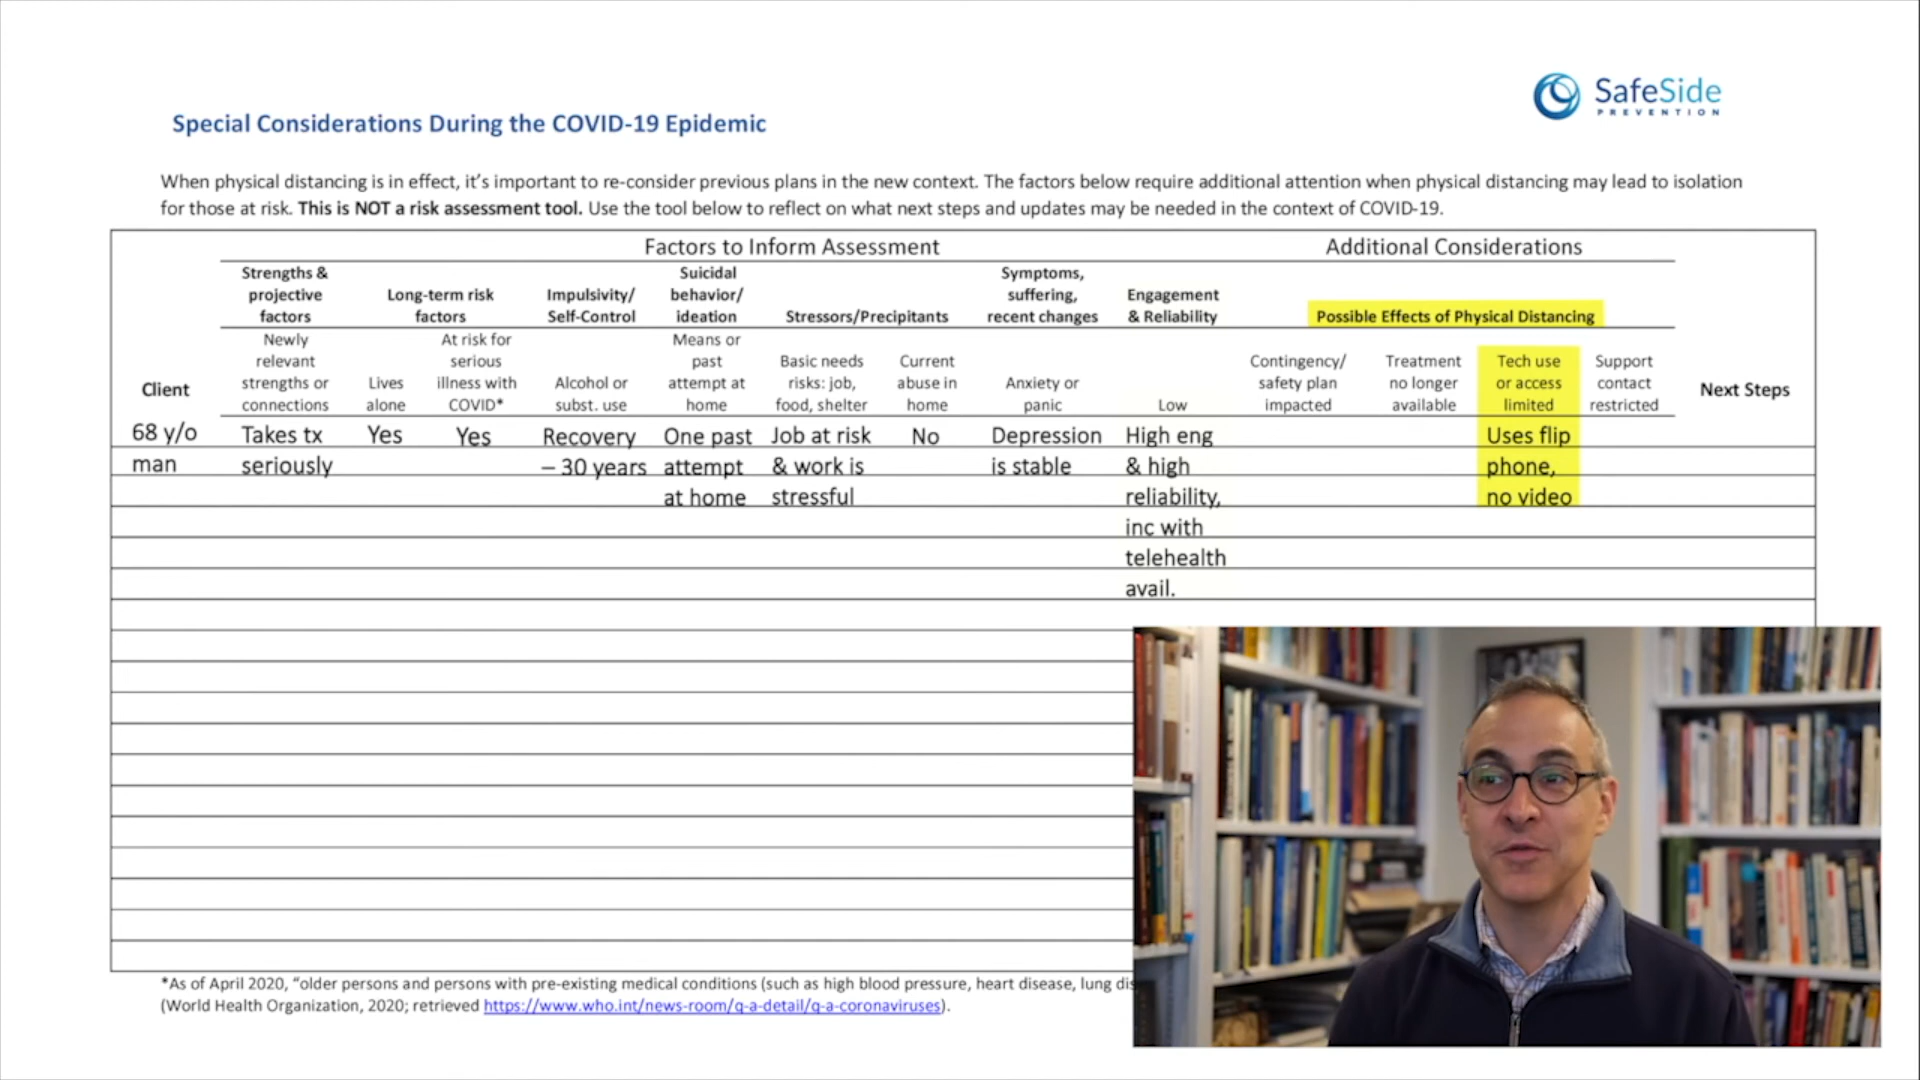 SafeSide
PREVENTION
Special Considerations During the COVID-19 Epidemic
When physical distancing is in effect, it's important to re-consider previous plans in the new context. The factors below require additional attention when physical distancing may lead to isolation
for those at risk. This is NOT a risk assessment tool. Use the tool below to reflect on what next steps and updates may be needed in the context of COVID-19.
Factors to Inform Assessment
Additional Considerations
Strengths &
projective
factors
Long-term risk
factors
Impulsivity/
Self-Control
Suicidal
behavior/
ideation
Stressors/Precipitants
Symptoms,
suffering,
recent changes
Engagement
& Reliability
Possible Effects of Physical Distancing
Client
Newly
relevant
strengths or
connections
Lives
alone
At risk for
serious
illness with
COVID*
Alcohol or
subst. use
Means or
past
attempt at
home
Basic needs
risks: job,
food, shelter
Current
abuse in
home
Anxiety or
panic
Low
Contingency/
safety plan
impacted
Treatment
no longer
available
Tech use
or access
limited
Support
contact
restricted
Next Steps
68 y/o
man
Takes tx
seriously
Yes
Yes
Recovery
– 30 years
One past
attempt
at home
Job at risk
& work is
stressful
No
Depression
is stable
High eng
& high
reliability,
inc with
telehealth
avail.
Uses flip
phone,
no video
*As of April 2020, "older persons and persons with pre-existing medical conditions (such as high blood pressure, heart disease, lung dis
(World Health Organization, 2020; retrieved https://www.who.int/news-room/q-a-detail/q-a-coronaviruses).